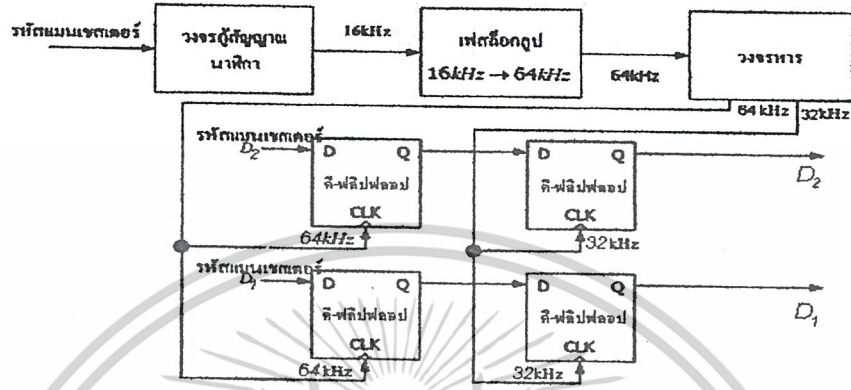 รหัสแมนเชสเตอร์
วงจรกู้สัญญาณ
นาฬิกา
16kHz
เฟสล็อกลูป
16kHz → 64kHz
64kHz
วงจรหาร
64kHz
32kHz
รหัสแมนเชสเตอร์
D₂
D Q
ดี-ฟลิปฟลอป
CLK
64kHz
D Q
ดี-ฟลิปฟลอป
CLK
32kHz
D₂
รหัสแมนเชสเตอร์
D₁
D Q
ดี-ฟลิปฟลอป
CLK
64kHz
D Q
ดี-ฟลิปฟลอป
CLK
32kHz
D₁